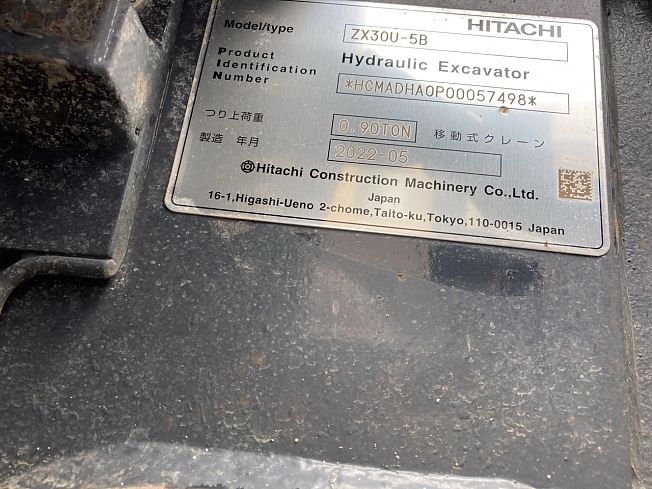 HITACHI
Model/type ZX30U-5B
Hydraulic Excavator
Product Identification Number *HCMADHA0P00057498*
つり上荷重 0.90TON 移動式クレーン
製造 年月 2022-05
Hitachi Construction Machinery Co.,Ltd.
Japan
16-1,Higashi-Ueno 2-chome,Taito-ku,Tokyo,110-0015 Japan